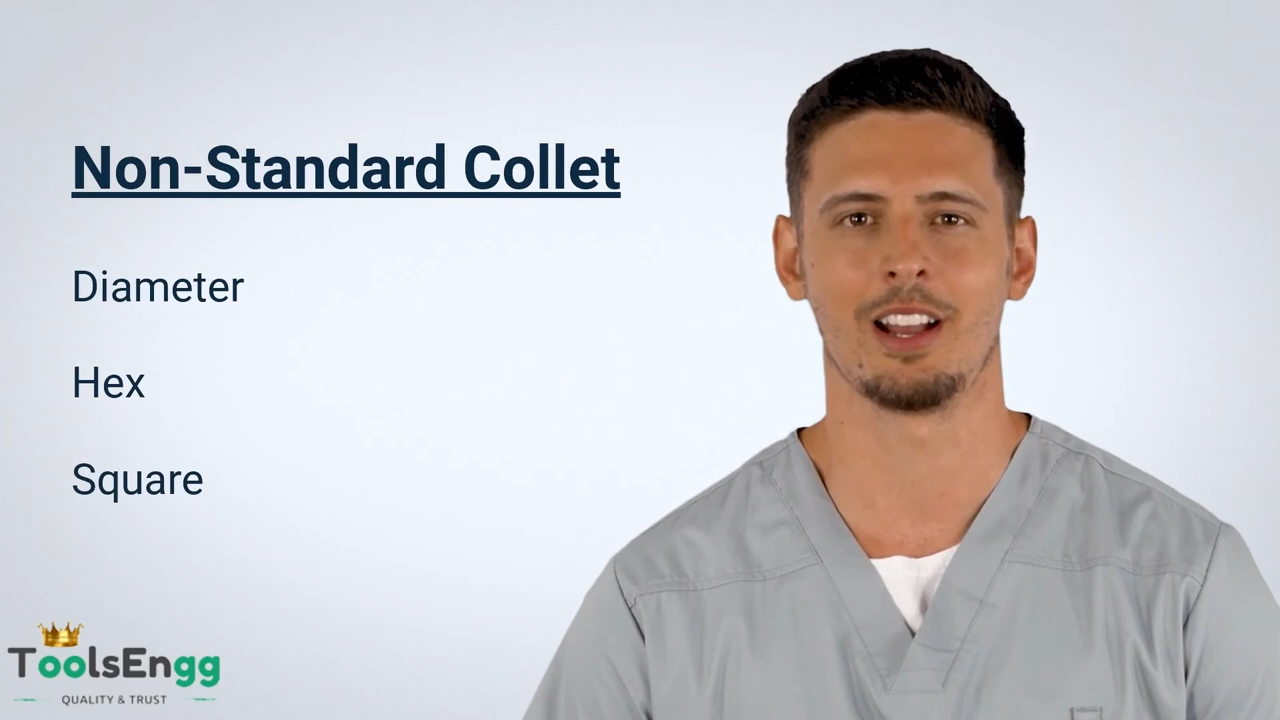 Non-Standard Collet
Diameter
Hex
Square
ToolsEngg
QUALITY & TRUST